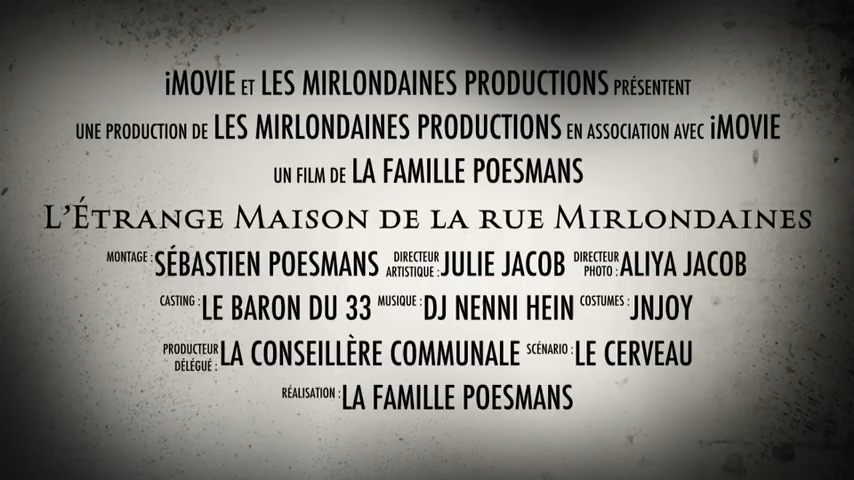 iMOVIE ET LES MIRLONDAINES PRODUCTIONS PRÉSENTENT
UNE PRODUCTION DE LES MIRLONDAINES PRODUCTIONS EN ASSOCIATION AVEC iMOVIE
UN FILM DE LA FAMILLE POESMANS
L'ÉTRANGE MAISON DE LA RUE MIRLONDAINES
MONTAGE : SÉBASTIEN POESMANS DIRECTEUR ARTISTIQUE : JULIE JACOB DIRECTEUR PHOTO : ALIYA JACOB
CASTING : LE BARON DU 33 MUSIQUE : DJ NENNI HEIN COSTUMES : JNJOY
PRODUCTEUR DÉLÉGUÉ : LA CONSEILLÈRE COMMUNALE SCÉNARIO : LE CERVEAU
RÉALISATION : LA FAMILLE POESMANS